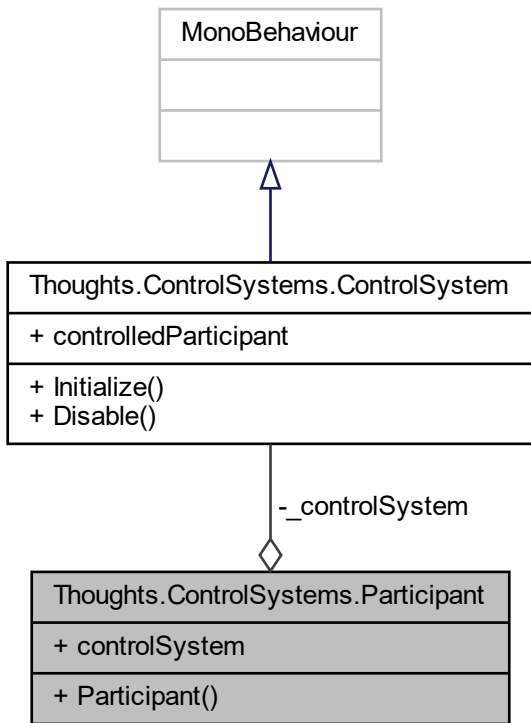 MonoBehaviour
Thoughts.ControlSystems.ControlSystem
+ controlledParticipant
+ Initialize()
+ Disable()
-_controlSystem
Thoughts.ControlSystems.Participant
+ controlSystem
+ Participant()